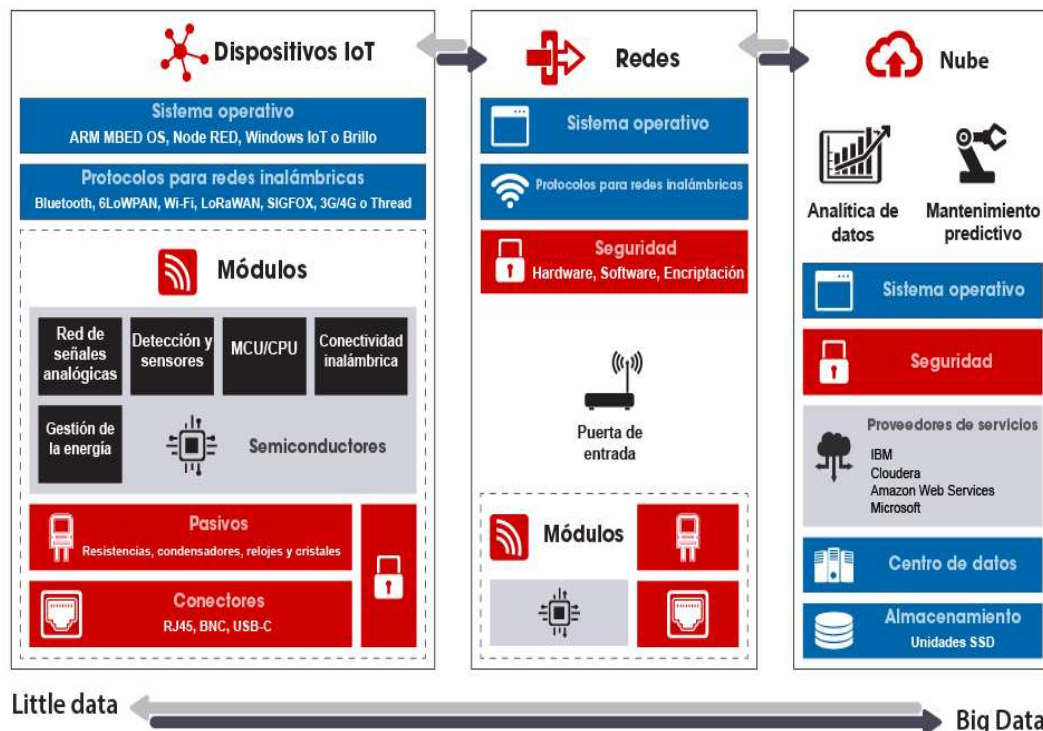 Dispositivos IoT
Sistema operativo
ARM MBED OS, Node RED, Windows IoT o Brillo
Protocolos para redes inalámbricas
Bluetooth, 6LoWPAN, Wi-Fi, LoRaWAN, SIGFOX, 3G/4G o Thread
Módulos
Red de
señales
analógicas
Detección y
sensores
MCU/CPU
Conectividad
inalámbrica
Gestión de
la energía
Semiconductores
Pasivos
Resistencias, condensadores, relojes y cristales
Conectores
RJ45, BNC, USB-C
Redes
Sistema operativo
Protocolos para redes inalámbricas
Seguridad
Hardware, Software, Encriptación
Puerta de
entrada
Módulos
Nube
Analítica de
datos
Mantenimiento
predictivo
Sistema operativo
Seguridad
Proveedores de servicios
IBM
Cloudera
Amazon Web Services
Microsoft
Centro de datos
Almacenamiento
Unidades SSD
Little data
Big Data